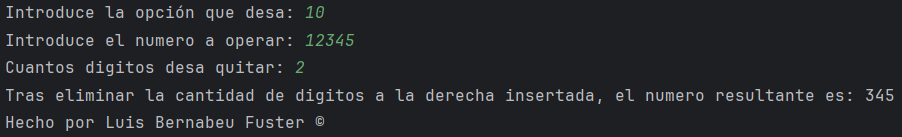 Introduce la opción que desa: 10
Introduce el numero a operar: 12345
Cuantos digitos desa quitar: 2
Tras eliminar la cantidad de digitos a la derecha insertada, el numero resultante es: 345
Hecho por Luis Bernabeu Fuster ©